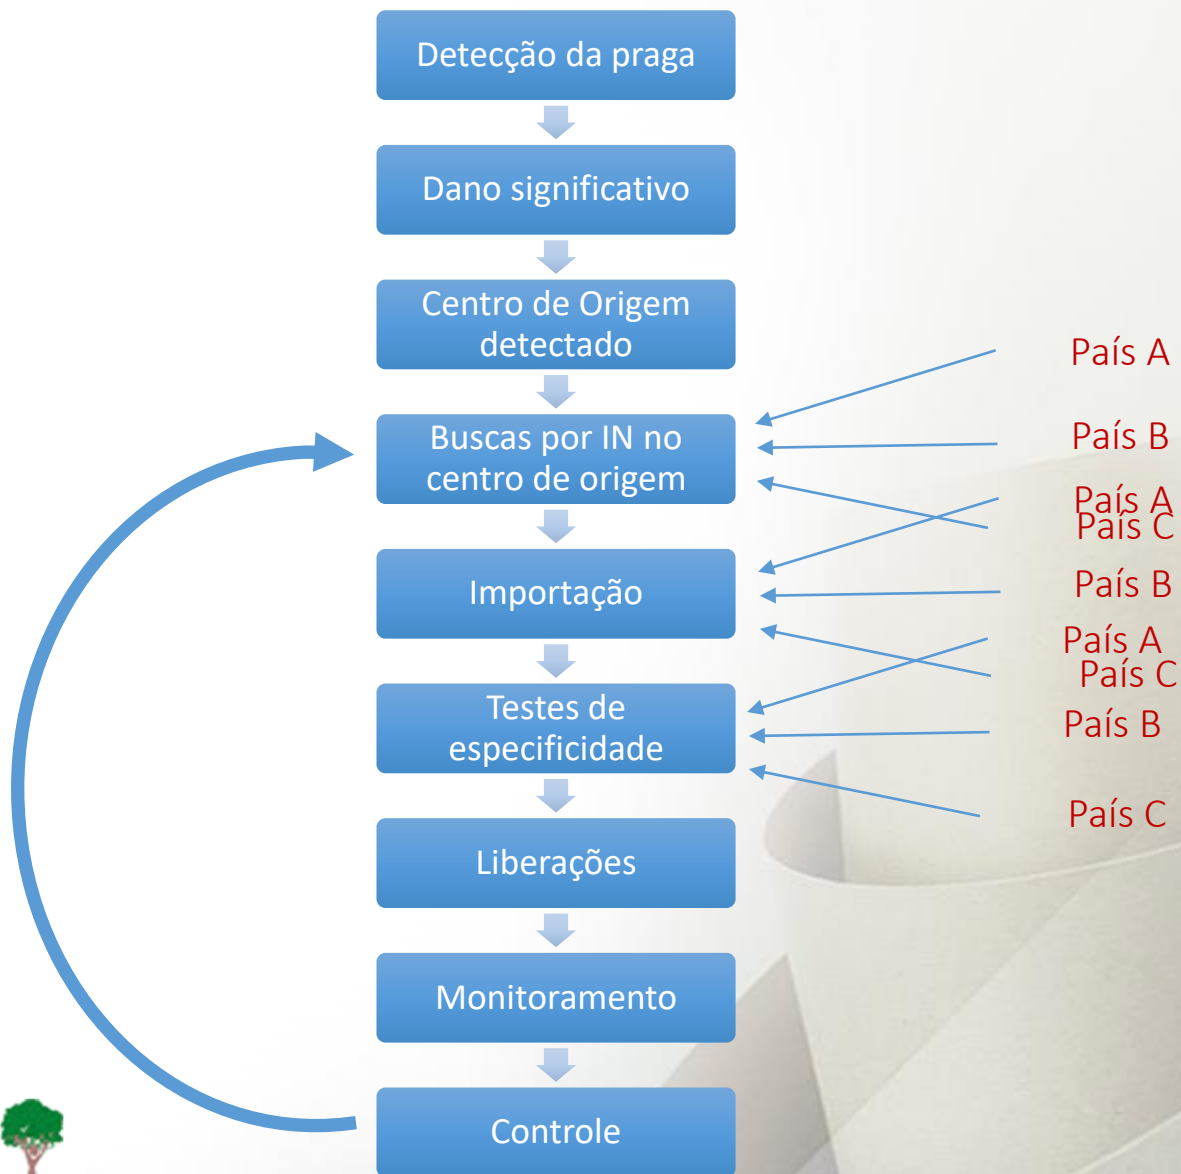 Detecção da praga
Dano significativo
Centro de Origem
detectado
Buscas por IN no
centro de origem
Importação
Testes de
especificidade
Liberações
Monitoramento
Controle
País A
País B
País A
País C
País B
País A
País C
País B
País C